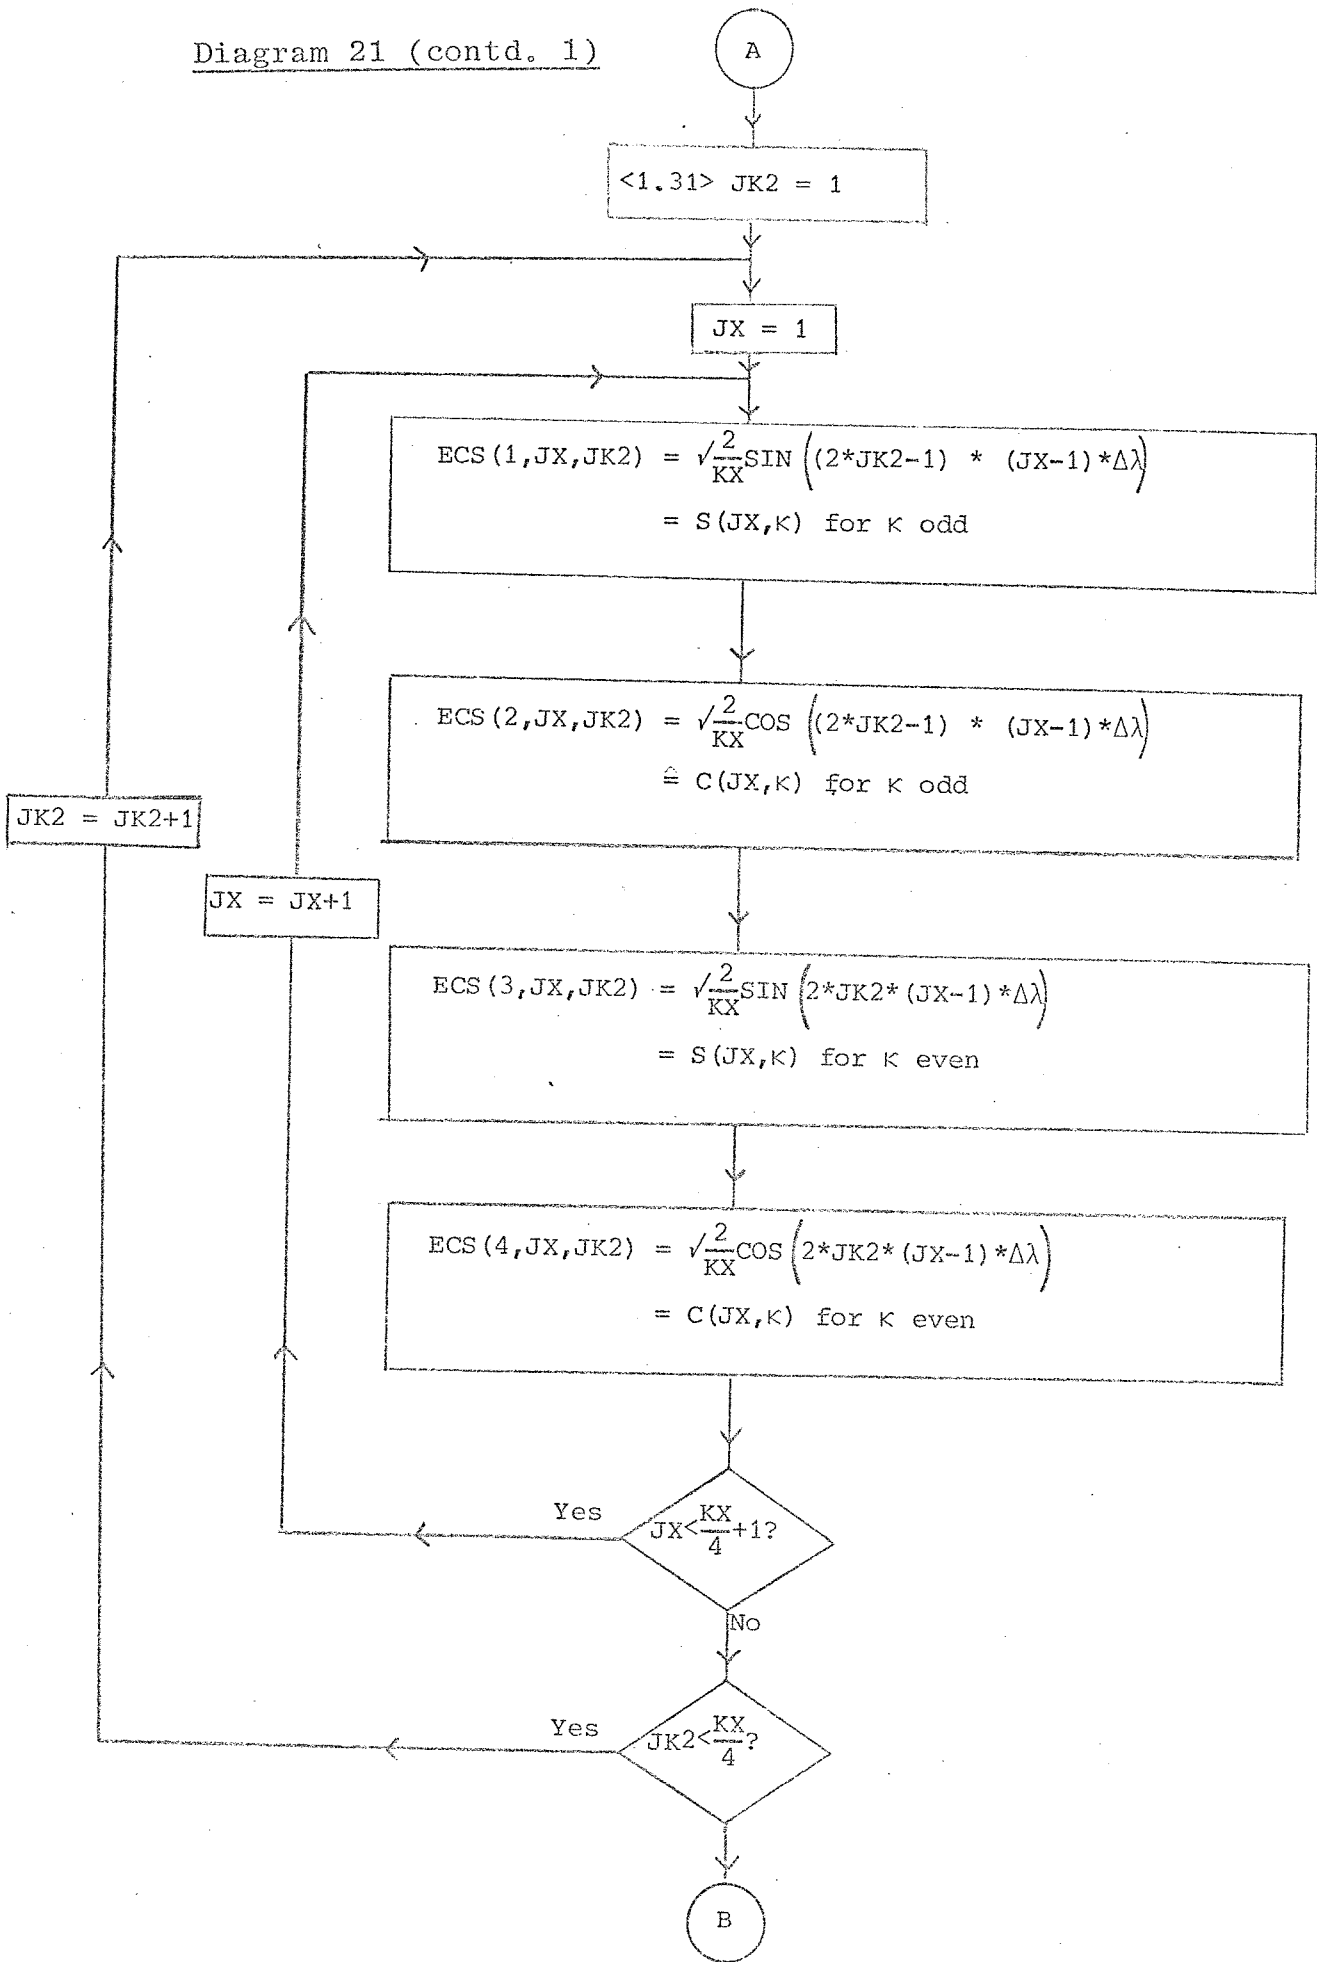 Diagram 21 (contd. 1)
A
<1.31> JK2 = 1
JX = 1
ECS(1,JX,JK2) = √2/KX SIN ((2*JK2-1) * (JX-1)*Δλ)
= S(JX,K) for K odd
ECS(2,JX,JK2) = √2/KX COS ((2*JK2-1) * (JX-1)*Δλ)
≙ C(JX,K) for K odd
JK2 = JK2+1
JX = JX+1
ECS(3,JX,JK2) = √2/KX SIN (2*JK2*(JX-1)*Δλ)
= S(JX,K) for K even
ECS(4,JX,JK2) = √2/KX COS (2*JK2*(JX-1)*Δλ)
= C(JX,K) for K even
Yes
JX<KX/4+1?
No
Yes
JK2<KX/4?
B